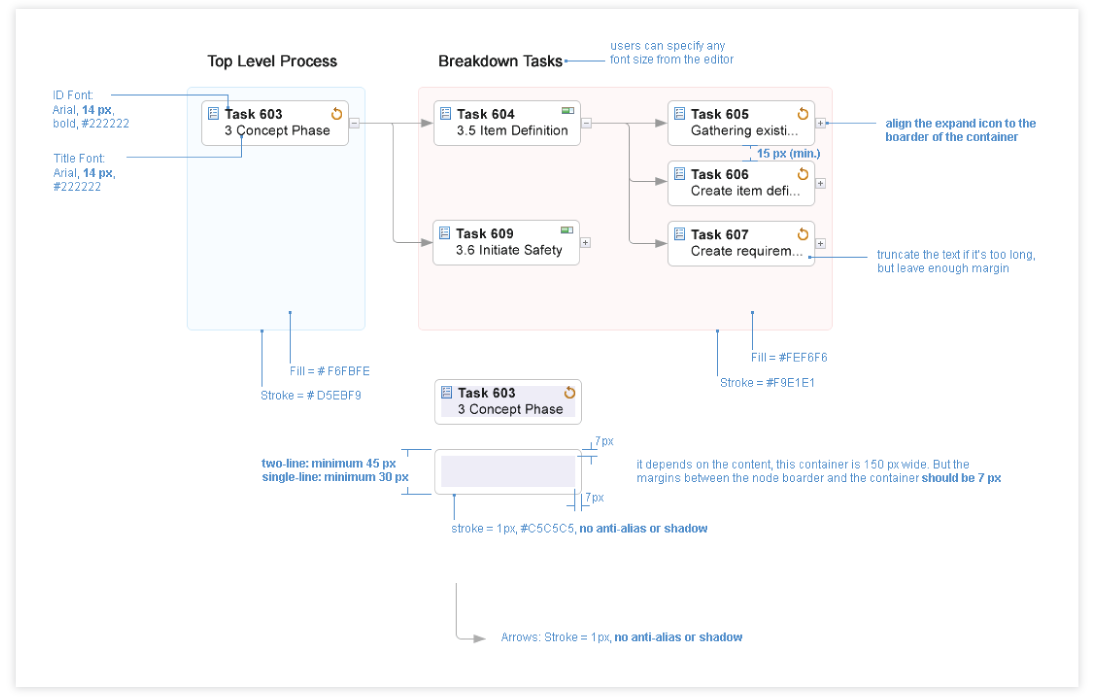 users can specify any
font size from the editor
Top Level Process
Breakdown Tasks
ID Font:
Arial, 14 px,
bold, #222222
Title Font:
Arial, 14 px,
#222222
Task 603
3 Concept Phase
Task 604
3.5 Item Definition
Task 605
Gathering existi...
align the expand icon to the
boarder of the container
15 px (min.)
Task 606
Create item defi...
Task 609
3.6 Initiate Safety
Task 607
Create requirem...
truncate the text if it's too long,
but leave enough margin
Fill = # F6FBFE
Stroke = # D5EBF9
Fill = #FEF6F6
Stroke = #F9E1E1
Task 603
3 Concept Phase
7px
two-line: minimum 45 px
single-line: minimum 30 px
it depends on the content, this container is 150 px wide. But the
margins between the node boarder and the container should be 7 px
7px
stroke = 1px, #C5C5C5, no anti-alias or shadow
Arrows: Stroke = 1px, no anti-alias or shadow